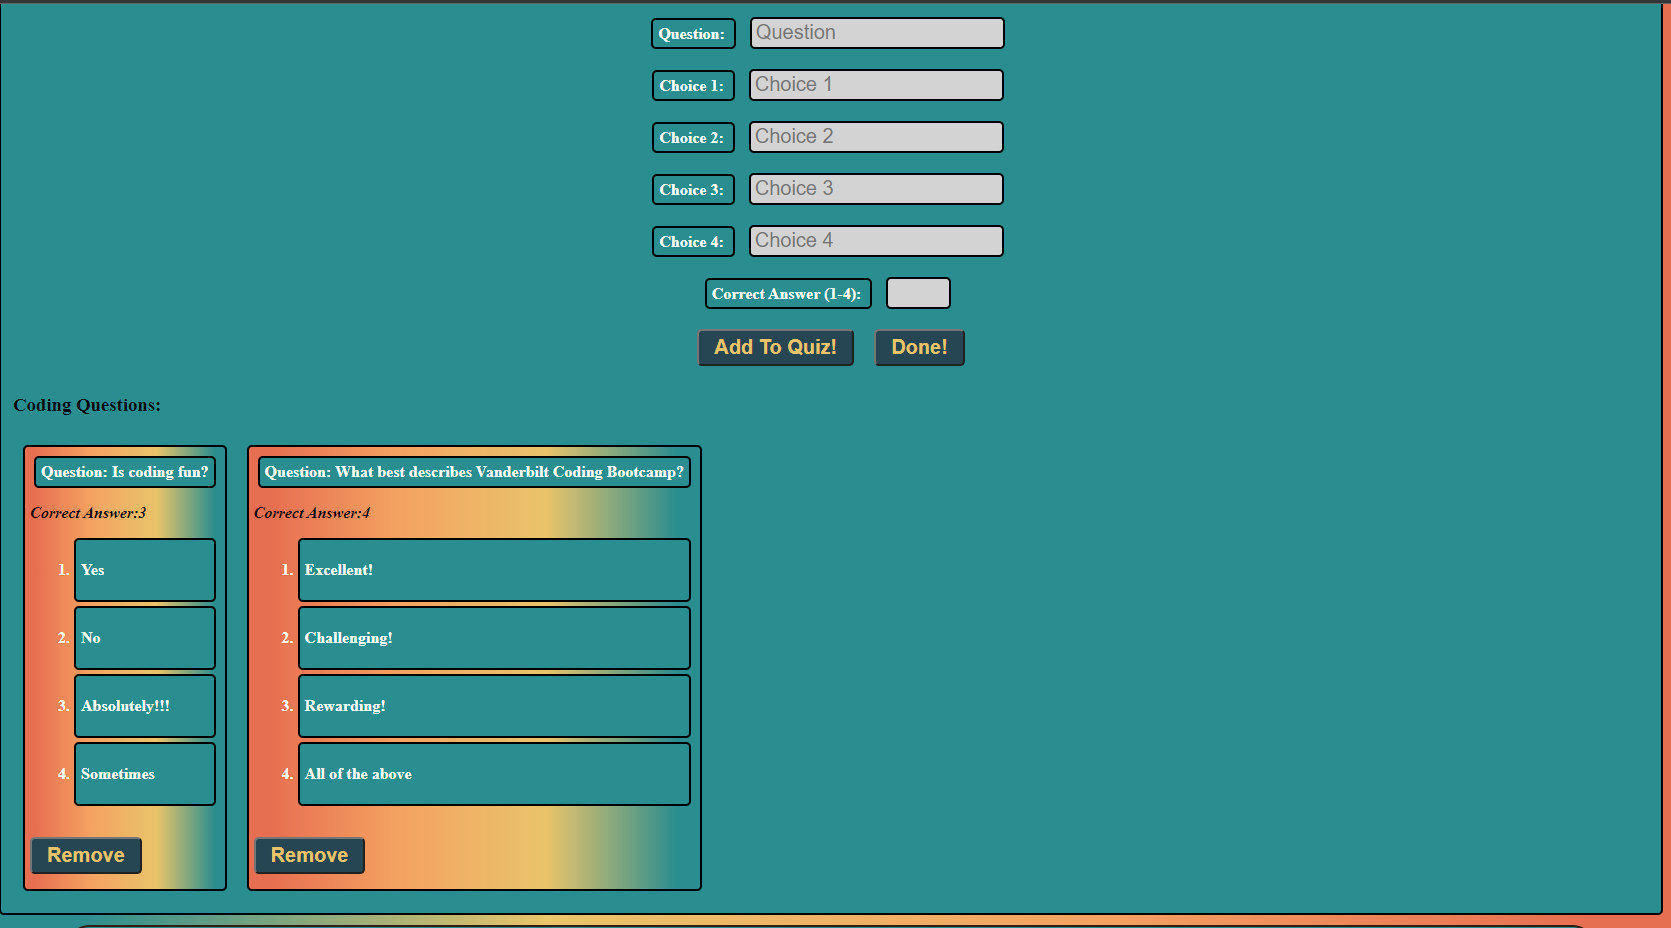 Question: Question
Choice 1: Choice 1
Choice 2: Choice 2
Choice 3: Choice 3
Choice 4: Choice 4
Correct Answer (1-4):
Add To Quiz! Done!
Coding Questions:
Question: Is coding fun?
Correct Answer:3
1. Yes
2. No
3. Absolutely!!!
4. Sometimes
Remove
Question: What best describes Vanderbilt Coding Bootcamp?
Correct Answer:4
1. Excellent!
2. Challenging!
3. Rewarding!
4. All of the above
Remove